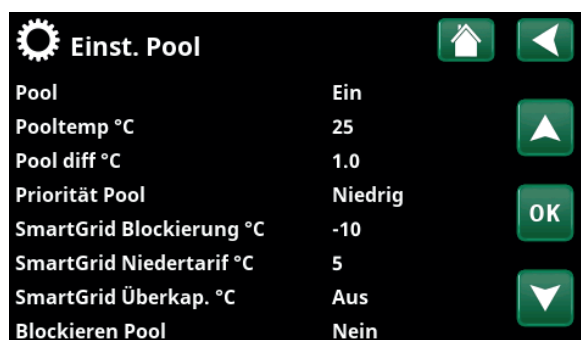 Einst. Pool
Pool Ein
Pooltemp °C 25
Pool diff °C 1.0
Priorität Pool Niedrig
SmartGrid Blockierung °C -10
SmartGrid Niedertarif °C 5
SmartGrid Überkap. °C Aus
Blockieren Pool Nein
OK